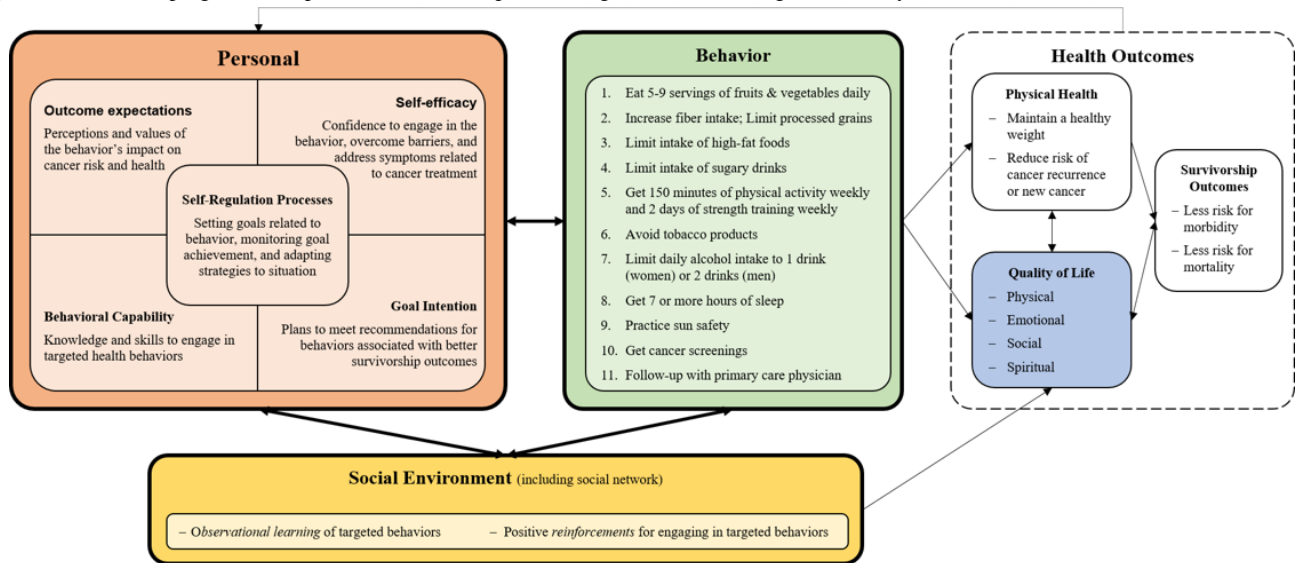 Personal
Outcome expectations
Perceptions and values of
the behavior's impact on
cancer risk and health
Self-efficacy
Confidence to engage in the
behavior, overcome barriers, and
address symptoms related
to cancer treatment
Self-Regulation Processes
Setting goals related to
behavior, monitoring goal
achievement, and adapting
strategies to situation
Behavioral Capability
Knowledge and skills to engage in
targeted health behaviors
Goal Intention
Plans to meet recommendations for
behaviors associated with better
survivorship outcomes
Behavior
1. Eat 5-9 servings of fruits & vegetables daily
2. Increase fiber intake; Limit processed grains
3. Limit intake of high-fat foods
4. Limit intake of sugary drinks
5. Get 150 minutes of physical activity weekly
and 2 days of strength training weekly
6. Avoid tobacco products
7. Limit daily alcohol intake to 1 drink
(women) or 2 drinks (men)
8. Get 7 or more hours of sleep
9. Practice sun safety
10. Get cancer screenings
11. Follow-up with primary care physician
Health Outcomes
Physical Health
– Maintain a healthy
weight
– Reduce risk of
cancer recurrence
or new cancer
Quality of Life
– Physical
– Emotional
– Social
– Spiritual
Survivorship
Outcomes
– Less risk for
morbidity
– Less risk for
mortality
Social Environment (including social network)
– Observational learning of targeted behaviors – Positive reinforcements for engaging in targeted behaviors